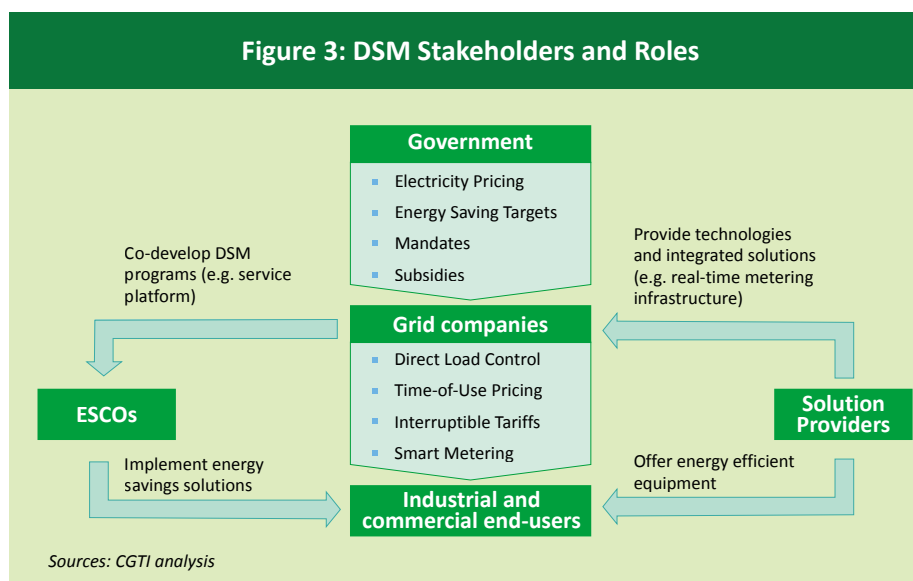 Figure 3: DSM Stakeholders and Roles
Government
Electricity Pricing
Energy Saving Targets
Mandates
Subsidies
Co-develop DSM
programs (e.g. service
platform)
Provide technologies
and integrated solutions
(e.g. real-time metering
infrastructure)
Grid companies
Direct Load Control
Time-of-Use Pricing
Interruptible Tariffs
Smart Metering
ESCOs
Solution
Providers
Implement energy
savings solutions
Offer energy efficient
equipment
Industrial and
commercial end-users
Sources: CGTI analysis